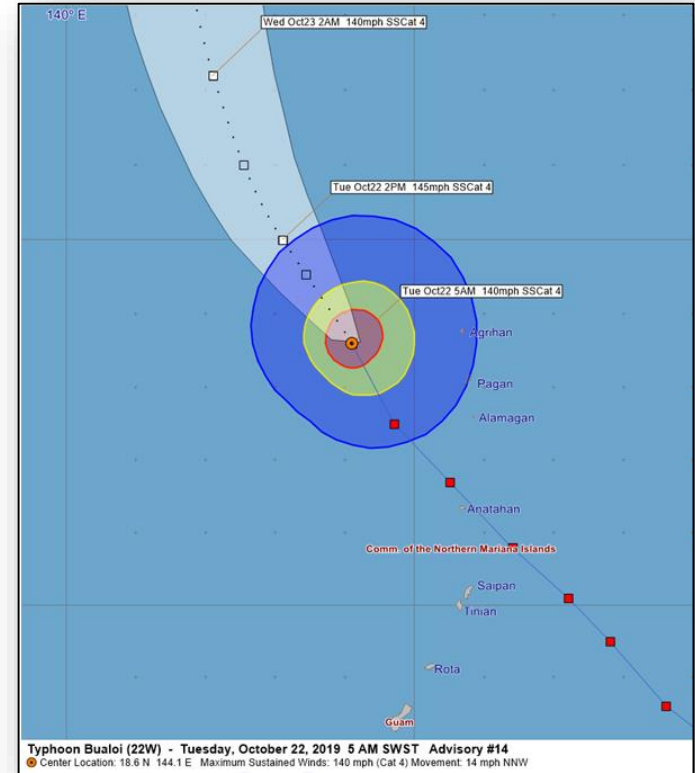 140° E
Wed Oct23 2AM 140mph SSCat 4
Tue Oct22 2PM 145mph SSCat 4
Tue Oct22 5AM 140mph SSCat 4
Agrihan
Pagan
Alamagan
Anatahan
Comm. of the Northern Mariana Islands
Saipan
Tinian
Rota
Guam
Typhoon Bualoi (22W) - Tuesday, October 22, 2019 5 AM SWST Advisory #14
Center Location: 18.6 N 144.1 E Maximum Sustained Winds: 140 mph (Cat 4) Movement: 14 mph NNW